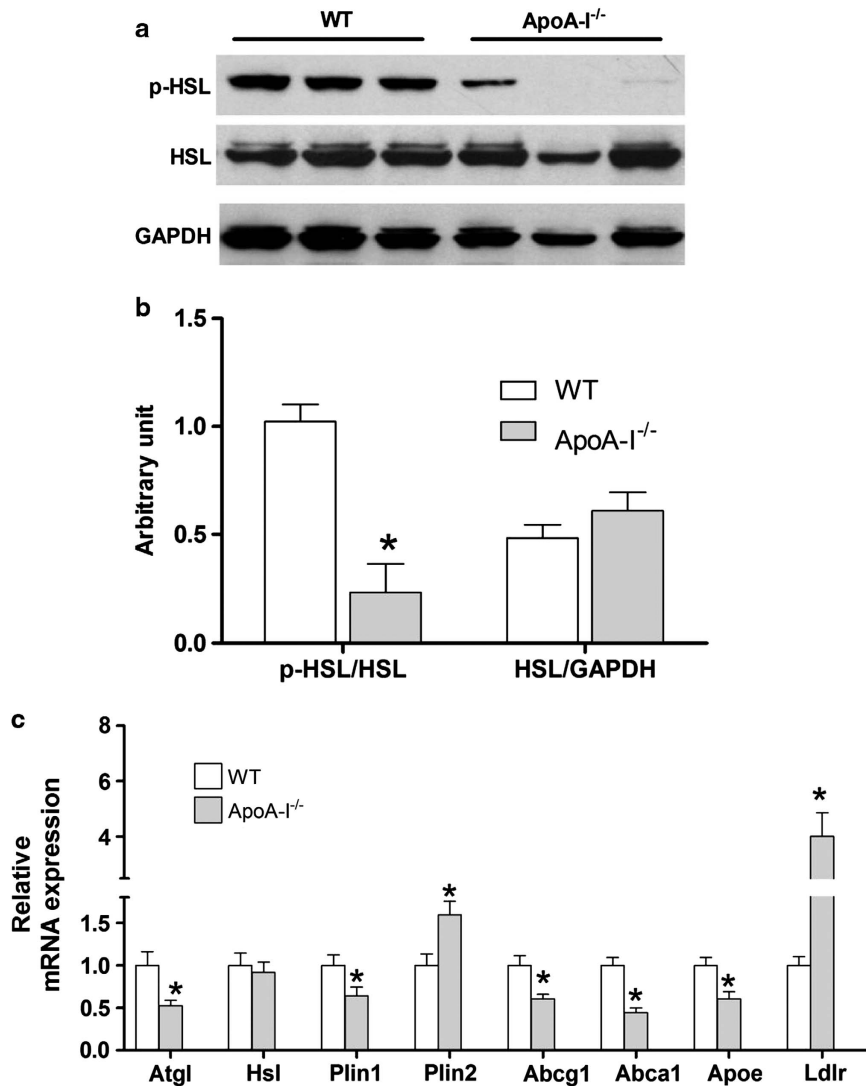 a
WT ApoA-I-/-
p-HSL
HSL
GAPDH
b
1.5
1.0
0.5
0.0
Arbitrary unit
WT
ApoA-I-/-
*
p-HSL/HSL HSL/GAPDH
c
8
6
4
2
1.5
1.0
0.5
0.0
Relative
mRNA expression
WT
ApoA-I-/-
* * * * * * *
Atgl Hsl Plin1 Plin2 Abcg1 Abca1 Apoe Ldlr